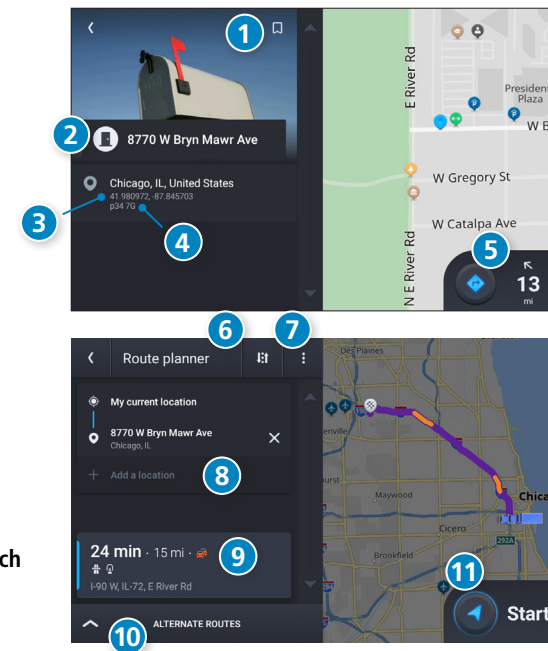 1
2
8770 W Bryn Mawr Ave
Chicago, IL, United States
41.980972, -87.845703
p34 7G
3
4
E River Rd
President
Plaza
W B
W Gregory St
W Catalpa Ave
N E River Rd
5
13
mi
6
7
Route planner
My current location
8770 W Bryn Mawr Ave
Chicago, IL
Add a location
8
24 min · 15 mi ·
9
I-90 W, IL-72, E River Rd
10
ALTERNATE ROUTES
Des Plaines
Maywood
Cicero
Brookfield
Chica
292A
11
Start
ch